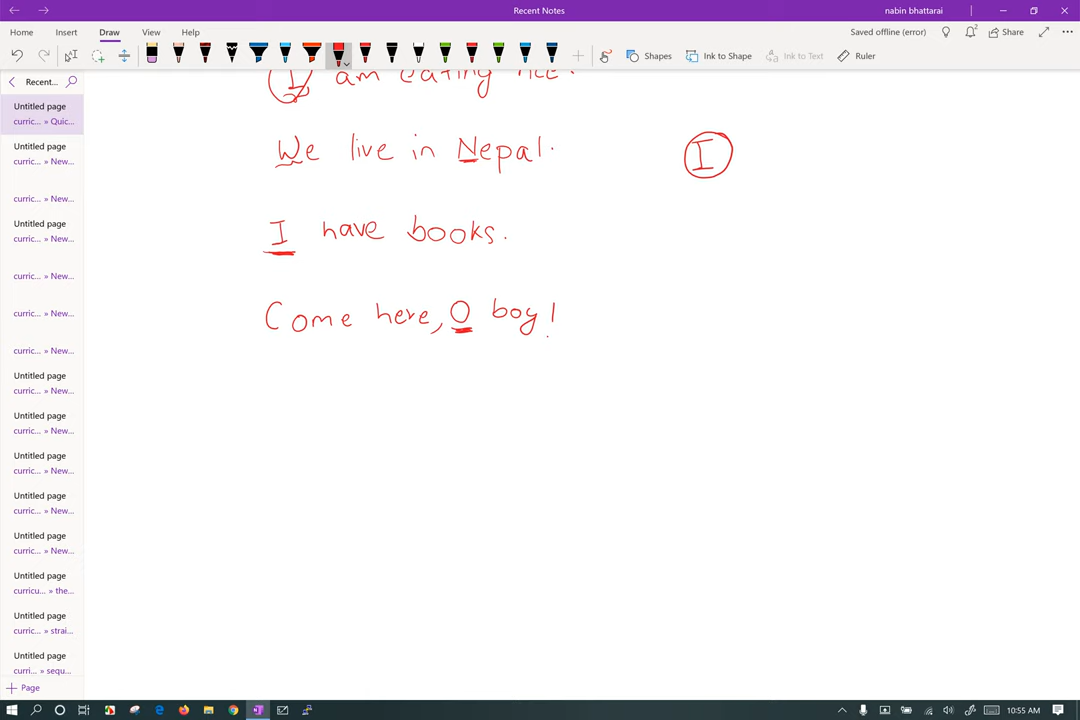 Recent Notes
nabin bhattarai
Home
Insert
Draw
View
Help
Saved offline (error)
Share
Shapes
Ink to Shape
Ink to Text
Ruler
Recent...
Untitled page
curric... » Quic...
Untitled page
curric... » New...
curric... » New...
Untitled page
curric... » New...
curric... » New...
curric... » New...
curric... » New...
Untitled page
curric... » New...
Untitled page
curric... » New...
Untitled page
curric... » New...
Untitled page
curric... » New...
Untitled page
curric... » New...
Untitled page
curricu... » the...
Untitled page
curric... » strai...
Untitled page
curri... » sequ...
Page
I am eating rice.
We live in Nepal.
I
I have books.
Come here, O boy!
10:55 AM